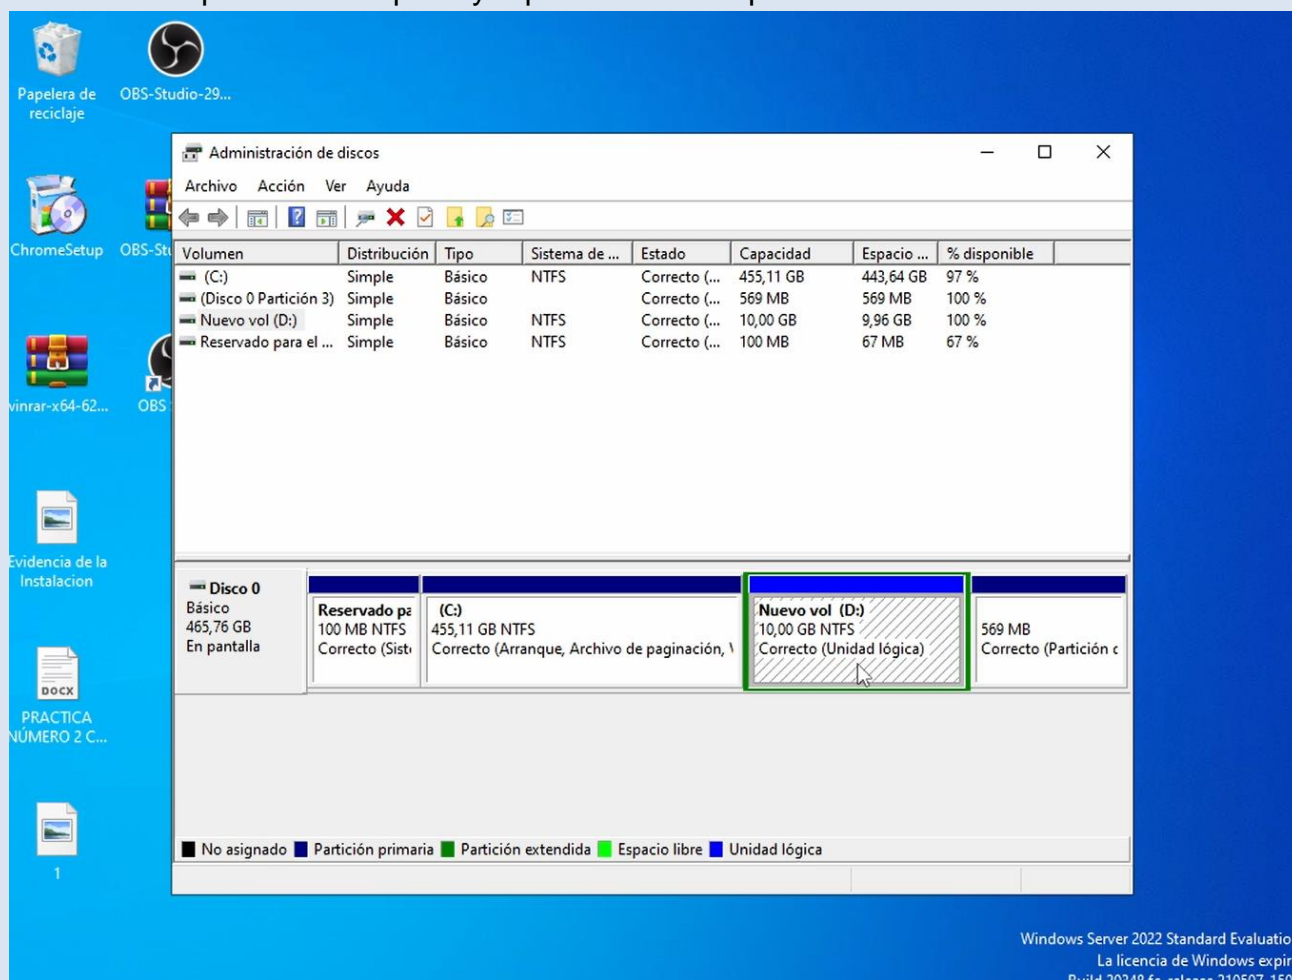 Papelera de
reciclaje
OBS-Studio-29...
ChromeSetup
OBS-Stu
OBS
Evidencia de la
Instalacion
DOCX
PRACTICA
NÚMERO 2 C...
1
Administración de discos
Archivo Acción Ver Ayuda
Volumen Distribución Tipo Sistema de ... Estado Capacidad Espacio ... % disponible
(C:) Simple Básico NTFS Correcto (... 455,11 GB 443,64 GB 97 %
(Disco 0 Partición 3) Simple Básico Correcto (... 569 MB 569 MB 100 %
Nuevo vol (D:) Simple Básico NTFS Correcto (... 10,00 GB 9,96 GB 100 %
Reservado para el ... Simple Básico NTFS Correcto (... 100 MB 67 MB 67 %
Disco 0
Básico
465,76 GB
En pantalla
Reservado pa
100 MB NTFS
Correcto (Siste
(C:)
455,11 GB NTFS
Correcto (Arranque, Archivo de paginación,
Nuevo vol (D:)
10,00 GB NTFS
Correcto (Unidad lógica)
569 MB
Correcto (Partición
No asignado Partición primaria Partición extendida Espacio libre Unidad lógica
Windows Server 2022 Standard Evaluatio
La licencia de Windows expir